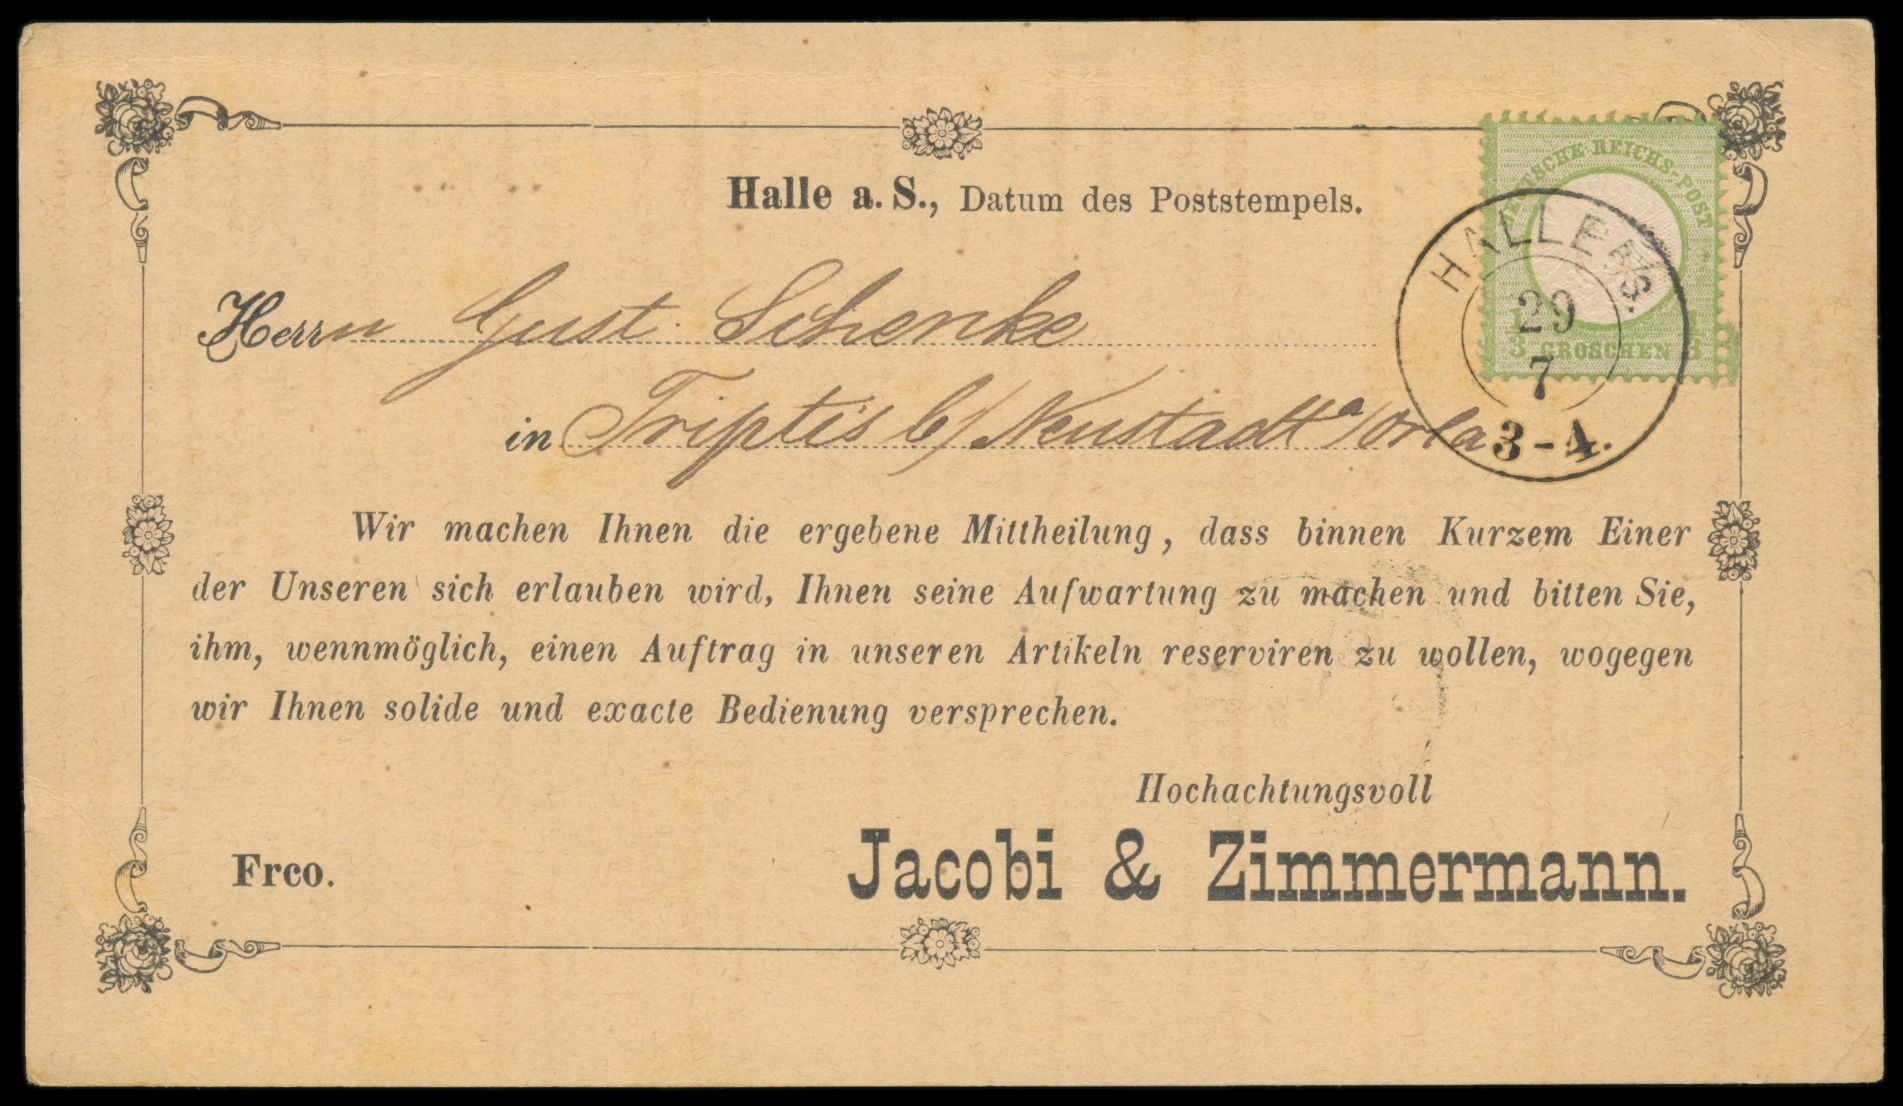 Halle a. S., Datum des Poststempels.
DEUTSCHE REICHS-POST
1/3 GROSCHEN 1/3
HALLE A/S.
29
7
3-4.
Herrn Gust. Schenke
in Triptis b/ Neustadt a/Orla
Wir machen Ihnen die ergebene Mittheilung, dass binnen Kurzem Einer
der Unseren sich erlauben wird, Ihnen seine Aufwartung zu machen und bitten Sie,
ihm, wennmöglich, einen Auftrag in unseren Artikeln reserviren zu wollen, wogegen
wir Ihnen solide und exacte Bedienung versprechen.
Hochachtungsvoll
Frco. Jacobi & Zimmermann.